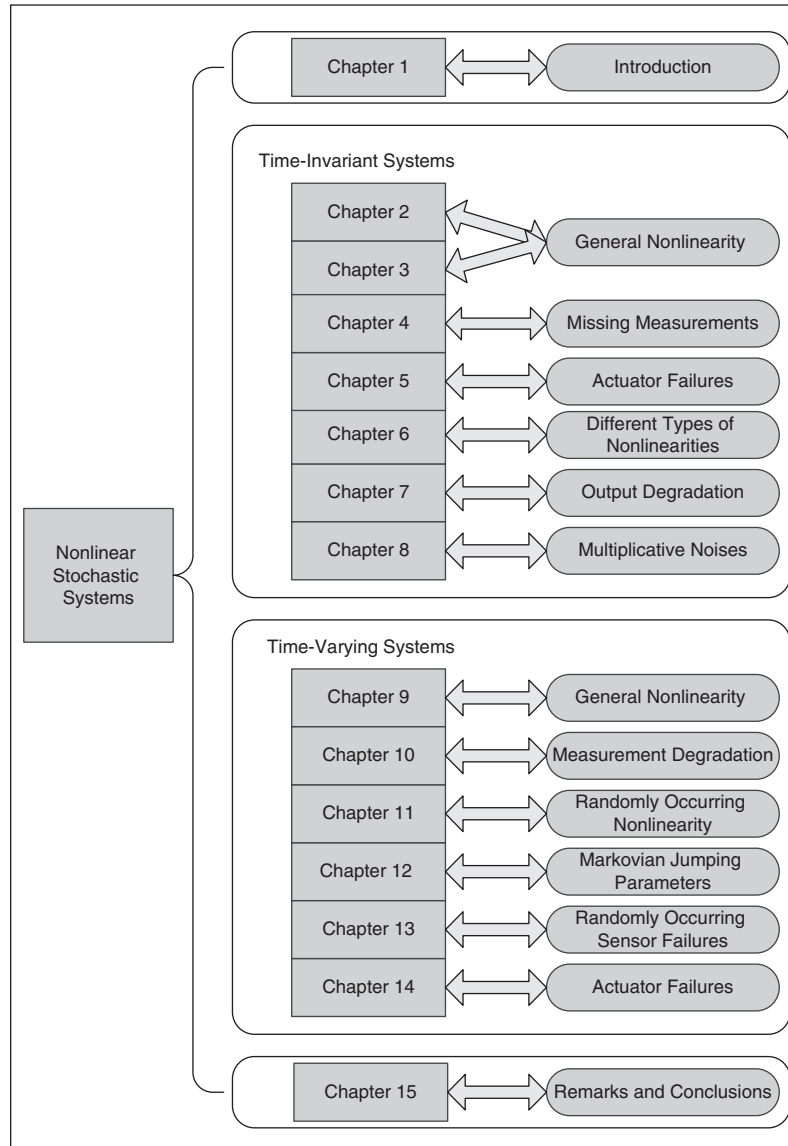 Nonlinear
Stochastic
Systems
Chapter 1
Introduction
Time-Invariant Systems
Chapter 2
Chapter 3
General Nonlinearity
Chapter 4
Missing Measurements
Chapter 5
Actuator Failures
Chapter 6
Different Types of
Nonlinearities
Chapter 7
Output Degradation
Chapter 8
Multiplicative Noises
Time-Varying Systems
Chapter 9
General Nonlinearity
Chapter 10
Measurement Degradation
Chapter 11
Randomly Occurring
Nonlinearity
Chapter 12
Markovian Jumping
Parameters
Chapter 13
Randomly Occurring
Sensor Failures
Chapter 14
Actuator Failures
Chapter 15
Remarks and Conclusions